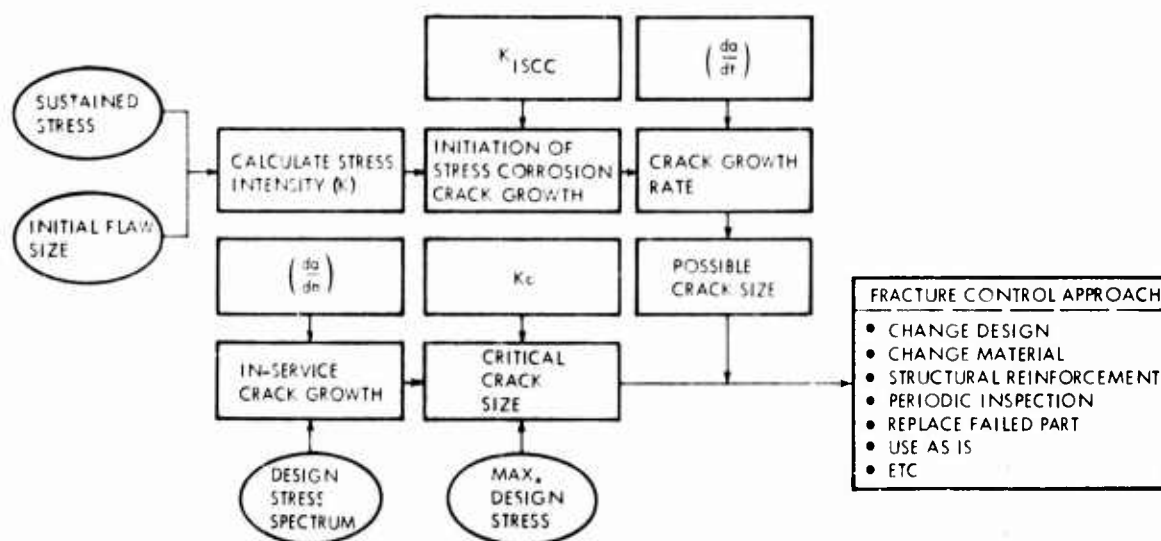 SUSTAINED
STRESS
INITIAL FLAW
SIZE
CALCULATE STRESS
INTENSITY (K)
K ISCC
INITIATION OF
STRESS CORROSION
CRACK GROWTH
(da/dt)
CRACK GROWTH
RATE
POSSIBLE
CRACK SIZE
(da/dn)
IN-SERVICE
CRACK GROWTH
DESIGN
STRESS
SPECTRUM
Kc
CRITICAL
CRACK
SIZE
MAX.
DESIGN
STRESS
FRACTURE CONTROL APPROACH
• CHANGE DESIGN
• CHANGE MATERIAL
• STRUCTURAL REINFORCEMENT
• PERIODIC INSPECTION
• REPLACE FAILED PART
• USE AS IS
• ETC